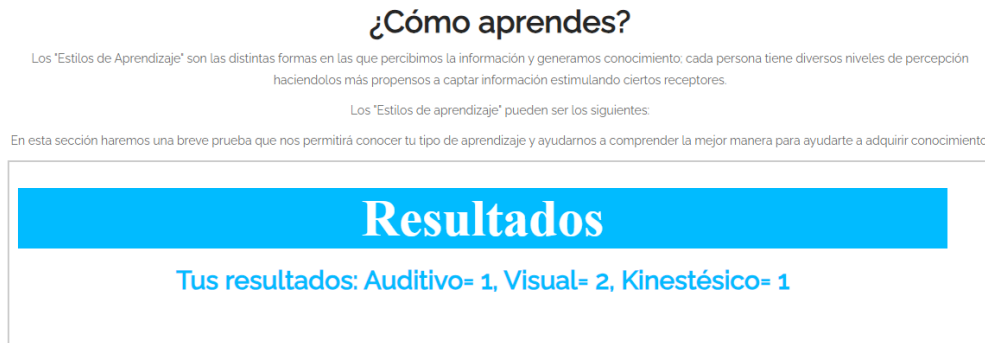 ¿Cómo aprendes?
Los "Estilos de Aprendizaje" son las distintas formas en las que percibimos la información y generamos conocimiento; cada persona tiene diversos niveles de percepción
haciendolos más propensos a captar información estimulando ciertos receptores.
Los "Estilos de aprendizaje" pueden ser los siguientes:
En esta sección haremos una breve prueba que nos permitirá conocer tu tipo de aprendizaje y ayudarnos a comprender la mejor manera para ayudarte a adquirir conocimiento
Resultados
Tus resultados: Auditivo= 1, Visual= 2, Kinestésico= 1